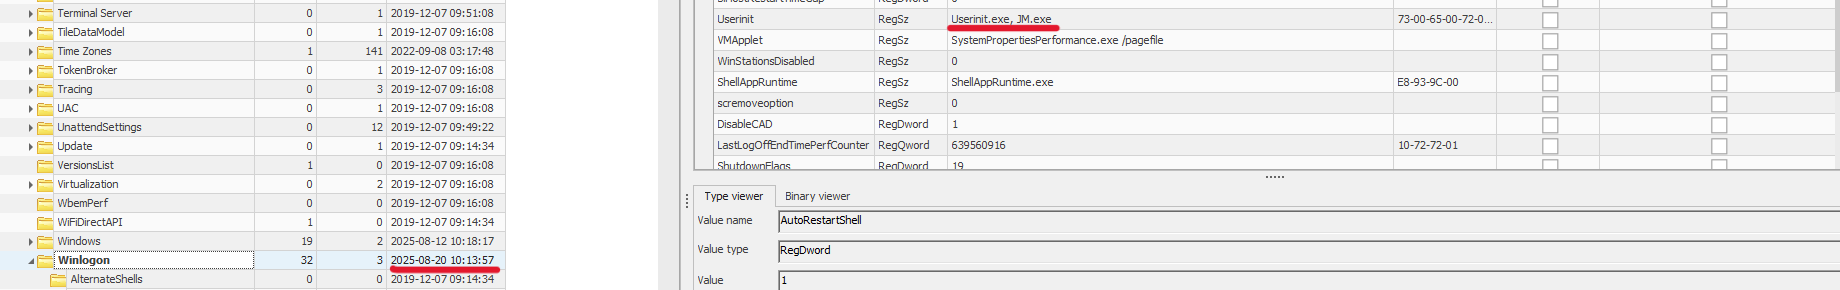 Terminal Server 0 1 2019-12-07 09:51:08
TileDataModel 0 1 2019-12-07 09:16:08
Time Zones 1 141 2022-09-08 03:17:48
TokenBroker 0 1 2019-12-07 09:16:08
Tracing 0 3 2019-12-07 09:16:08
UAC 0 1 2019-12-07 09:16:08
UnattendSettings 0 12 2019-12-07 09:49:22
Update 0 1 2019-12-07 09:14:34
VersionsList 1 0 2019-12-07 09:16:08
Virtualization 0 2 2019-12-07 09:16:08
WbemPerf 0 0 2019-12-07 09:16:08
WiFiDirectAPI 1 0 2019-12-07 09:14:34
Windows 19 2 2025-08-12 10:18:17
Winlogon 32 3 2025-08-20 10:13:57
AlternateShells 0 0 2019-12-07 09:14:34
Userinit RegSz Userinit.exe, JM.exe 73-00-65-00-72-0...
VMApplet RegSz SystemPropertiesPerformance.exe /pagefile
WinStationsDisabled RegSz 0
ShellAppRuntime RegSz ShellAppRuntime.exe E8-93-9C-00
scremoveoption RegSz 0
DisableCAD RegDword 1
LastLogOffEndTimePerfCounter RegQword 639560916 10-72-72-01
ShutdownFlags RegDword 19
Type viewer Binary viewer
Value name AutoRestartShell
Value type RegDword
Value 1